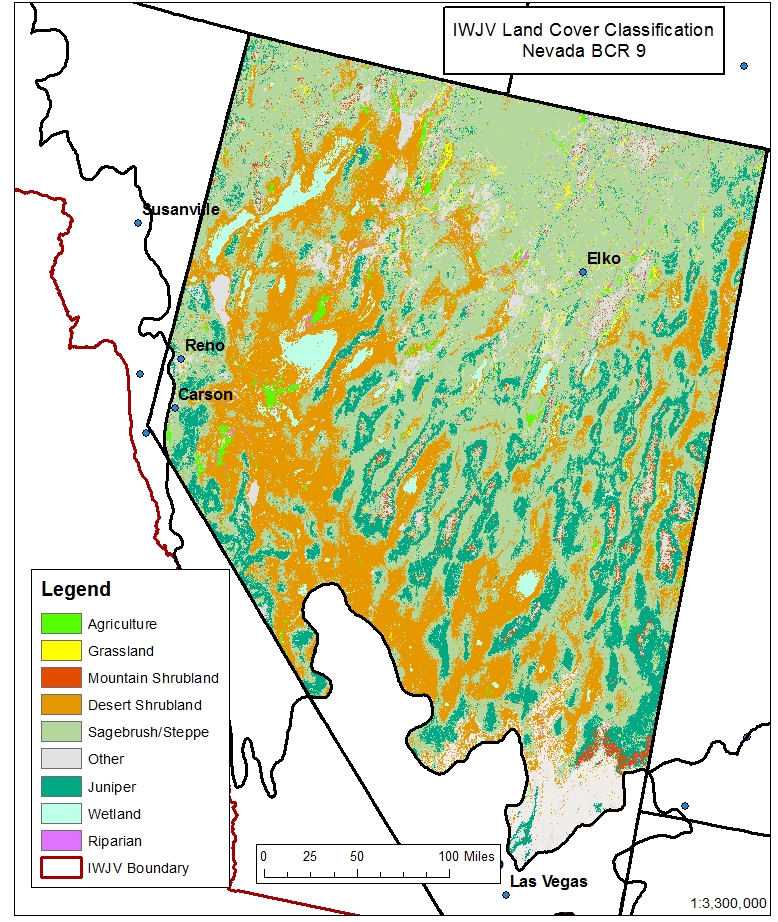 IWJV Land Cover Classification
Nevada BCR 9
Susanville
Elko
Reno
Carson
Legend
Agriculture
Grassland
Mountain Shrubland
Desert Shrubland
Sagebrush/Steppe
Other
Juniper
Wetland
Riparian
IWJV Boundary
0 25 50 100 Miles
Las Vegas
1:3,300,000